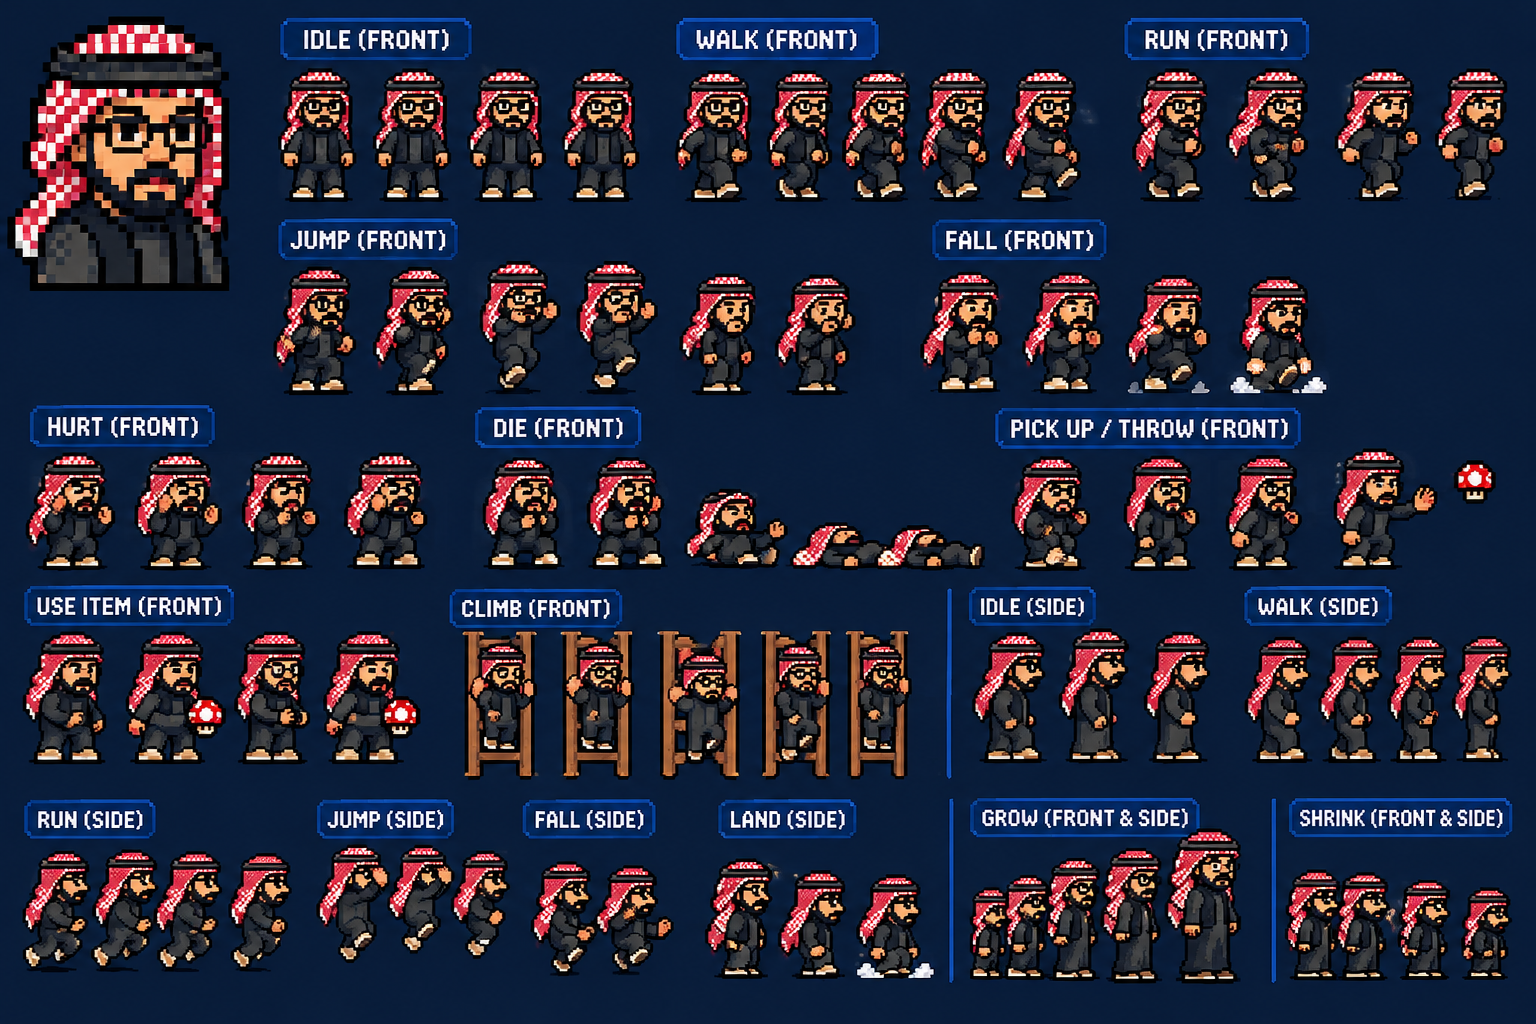 IDLE (FRONT)
WALK (FRONT)
RUN (FRONT)
JUMP (FRONT)
FALL (FRONT)
HURT (FRONT)
DIE (FRONT)
PICK UP / THROW (FRONT)
USE ITEM (FRONT)
CLIMB (FRONT)
IDLE (SIDE)
WALK (SIDE)
RUN (SIDE)
JUMP (SIDE)
FALL (SIDE)
LAND (SIDE)
GROW (FRONT & SIDE)
SHRINK (FRONT & SIDE)